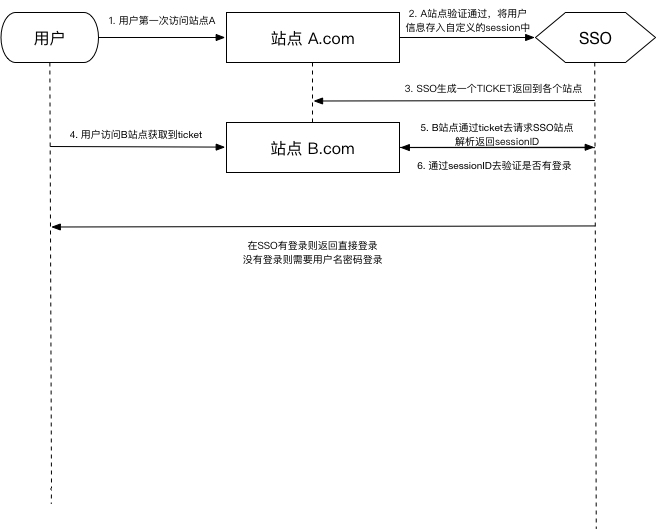 用户
1. 用户第一次访问站点A
站点 A.com
2. A站点验证通过，将用户
信息存入自定义的session中
SSO
3. SSO生成一个TICKET返回到各个站点
4. 用户访问B站点获取到ticket
站点 B.com
5. B站点通过ticket去请求SSO站点
解析返回sessionID
6. 通过sessionID去验证是否有登录
在SSO有登录则返回直接登录
没有登录则需要用户名密码登录